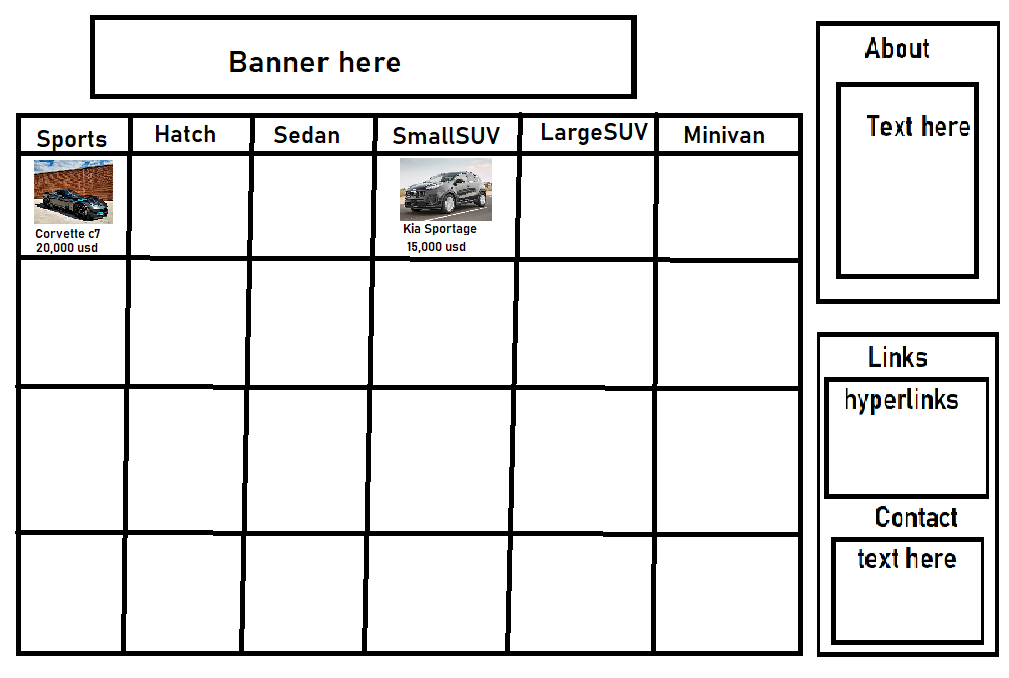 Banner here
Sports
Hatch
Sedan
SmallSUV
LargeSUV
Minivan
Corvette c7
20,000 usd
Kia Sportage
15,000 usd
About
Text here
Links
hyperlinks
Contact
text here